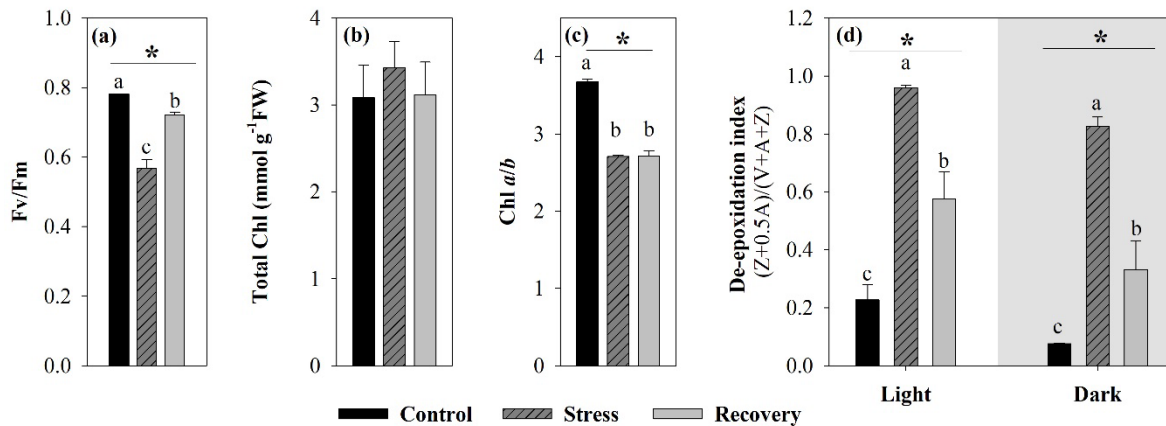 (a)
1.0
0.8
0.6
0.4
0.2
0.0
Fv/Fm
*
a
c
b
(b)
4
3
2
1
0
Total Chl (mmol g⁻¹FW)
(c)
4
3
2
1
0
Chl a/b
*
a
b
b
(d)
1.2
1.0
0.8
0.6
0.4
0.2
0.0
De-epoxidation index
(Z+0.5A)/(V+A+Z)
*
c
a
b
*
c
a
b
Light
Dark
Control
Stress
Recovery